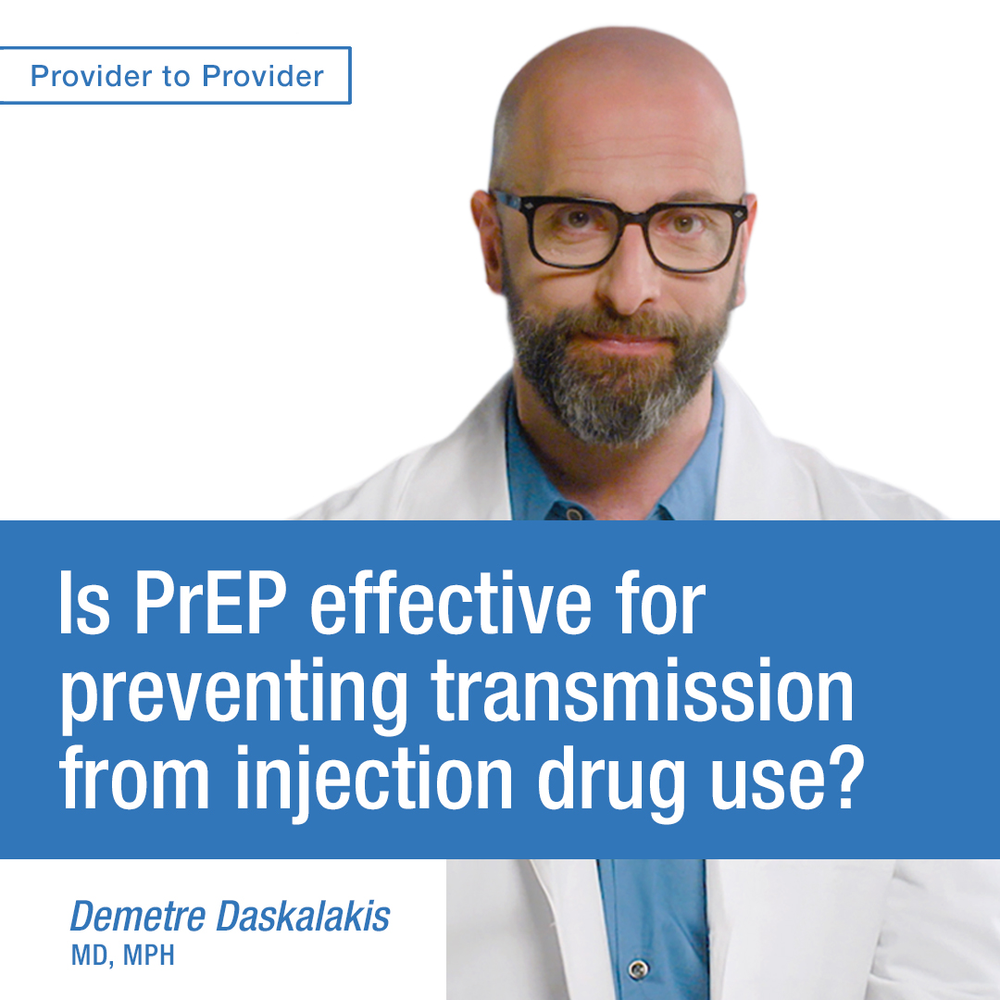 Provider to Provider
Is PrEP effective for
preventing transmission
from injection drug use?
Demetre Daskalakis
MD, MPH